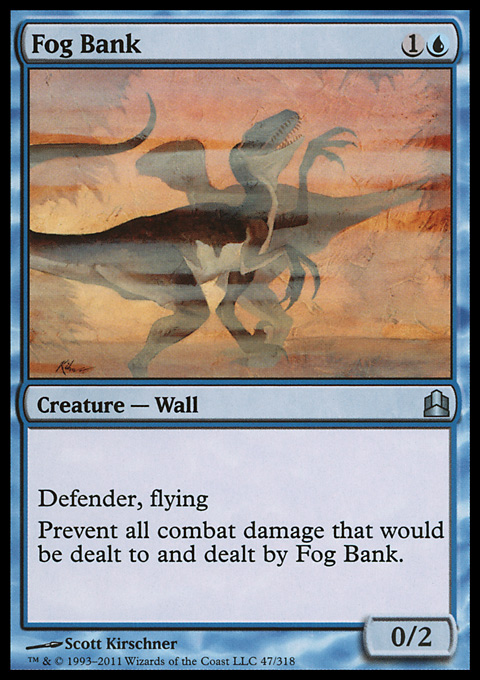 Fog Bank 1
Creature — Wall
Defender, flying
Prevent all combat damage that would
be dealt to and dealt by Fog Bank.
0/2
Scott Kirschner
™ & © 1993–2011 Wizards of the Coast LLC 47/318